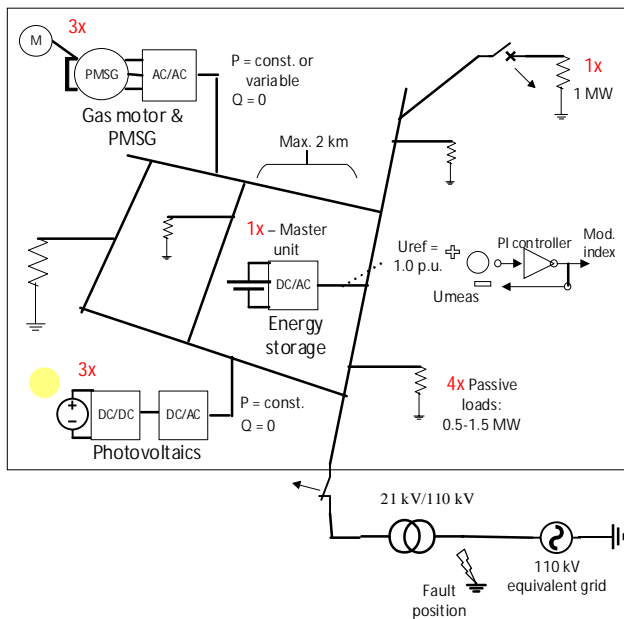 3x
M
PMSG
AC/AC
P = const. or
variable
Q = 0
Gas motor &
PMSG
1x
1 MW
Max. 2 km
1x – Master
unit
DC/AC
Energy
storage
Uref =
1.0 p.u.
PI controller
Mod.
index
Umeas
3x
DC/DC
DC/AC
P = const.
Q = 0
Photovoltaics
4x Passive
loads:
0.5-1.5 MW
21 kV/110 kV
Fault
position
110 kV
equivalent grid